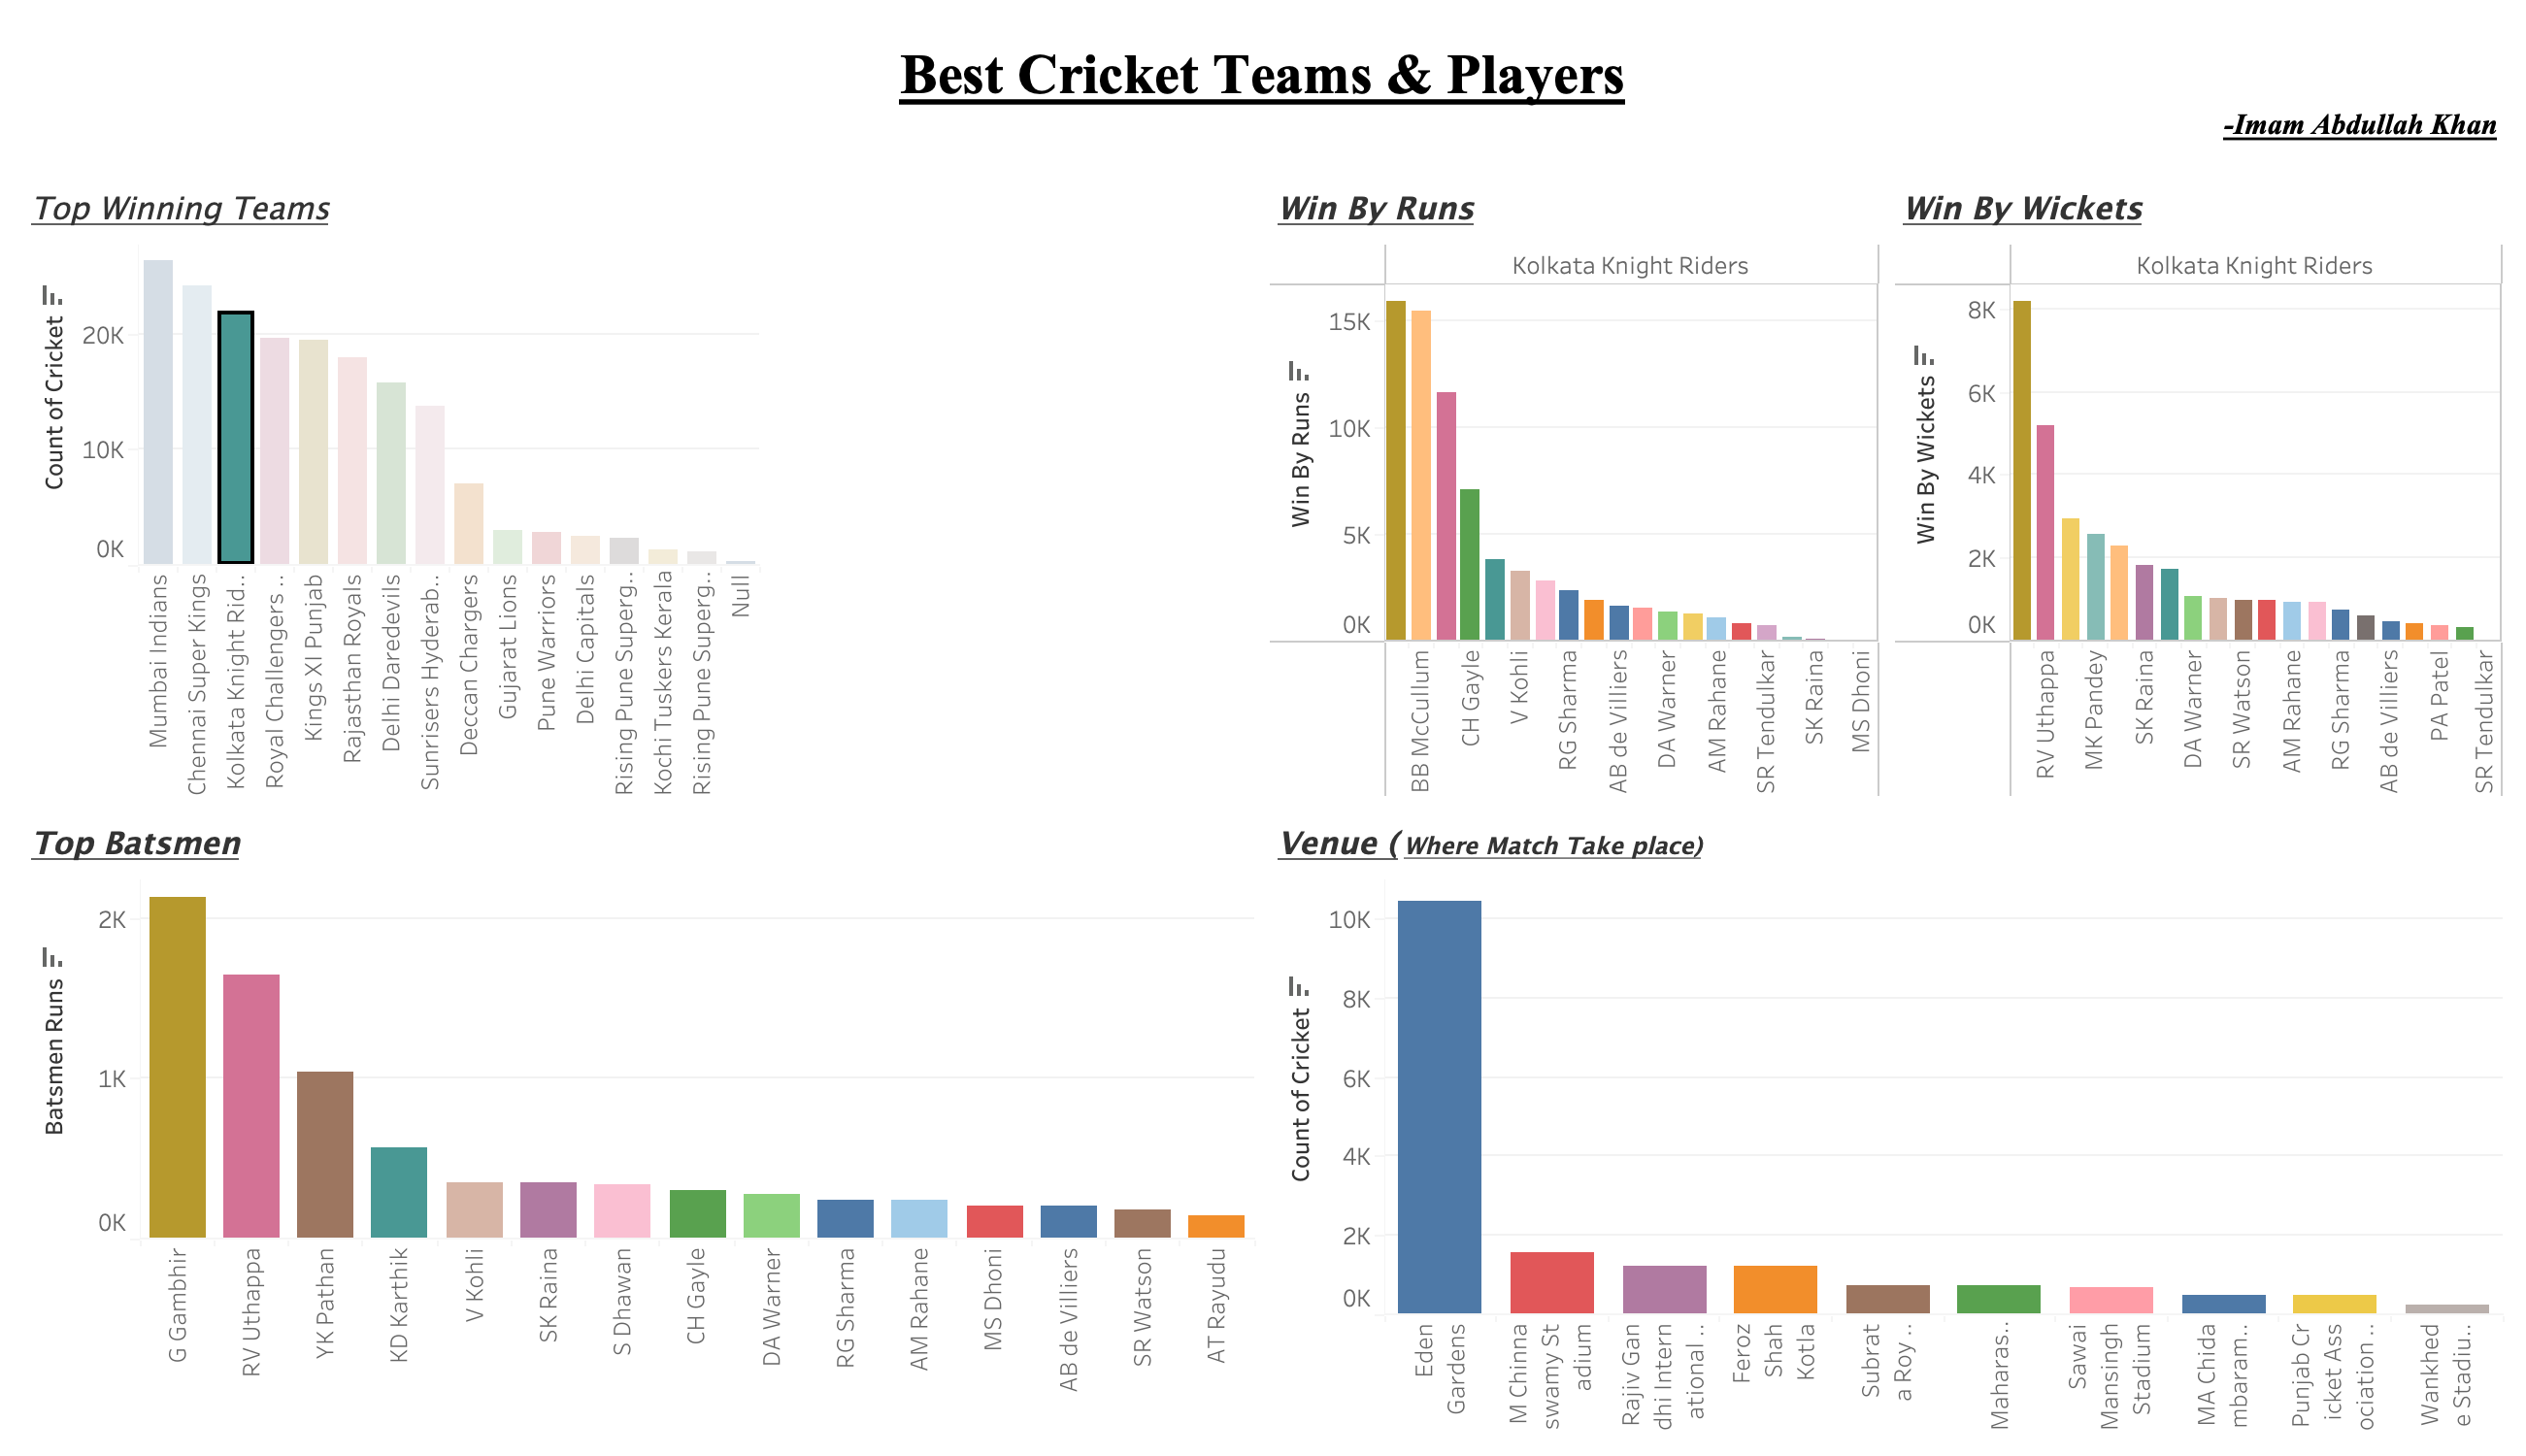 Best Cricket Teams & Players
-Imam Abdullah Khan
Top Winning Teams
Count of Cricket
20K
10K
0K
Mumbai Indians
Chennai Super Kings
Kolkata Knight Rid..
Royal Challengers ..
Kings XI Punjab
Rajasthan Royals
Delhi Daredevils
Sunrisers Hyderab..
Deccan Chargers
Gujarat Lions
Pune Warriors
Delhi Capitals
Rising Pune Superg..
Kochi Tuskers Kerala
Rising Pune Superg..
Null
Win By Runs
Kolkata Knight Riders
Win By Runs
15K
10K
5K
0K
BB McCullum
CH Gayle
V Kohli
RG Sharma
AB de Villiers
DA Warner
AM Rahane
SR Tendulkar
SK Raina
MS Dhoni
Win By Wickets
Kolkata Knight Riders
Win By Wickets
8K
6K
4K
2K
0K
RV Uthappa
MK Pandey
SK Raina
DA Warner
SR Watson
AM Rahane
RG Sharma
AB de Villiers
PA Patel
SR Tendulkar
Top Batsmen
Batsmen Runs
2K
1K
0K
G Gambhir
RV Uthappa
YK Pathan
KD Karthik
V Kohli
SK Raina
S Dhawan
CH Gayle
DA Warner
RG Sharma
AM Rahane
MS Dhoni
AB de Villiers
SR Watson
AT Rayudu
Venue ( Where Match Take place)
Count of Cricket
10K
8K
6K
4K
2K
0K
Eden
Gardens
M Chinna
swamy St
adium
Rajiv Gan
dhi Intern
ational ..
Feroz
Shah
Kotla
Subrat
a Roy ..
Maharas..
Sawai
Mansingh
Stadium
MA Chida
mbaram..
Punjab Cr
icket Ass
ociation ..
Wankhed
e Stadiu..